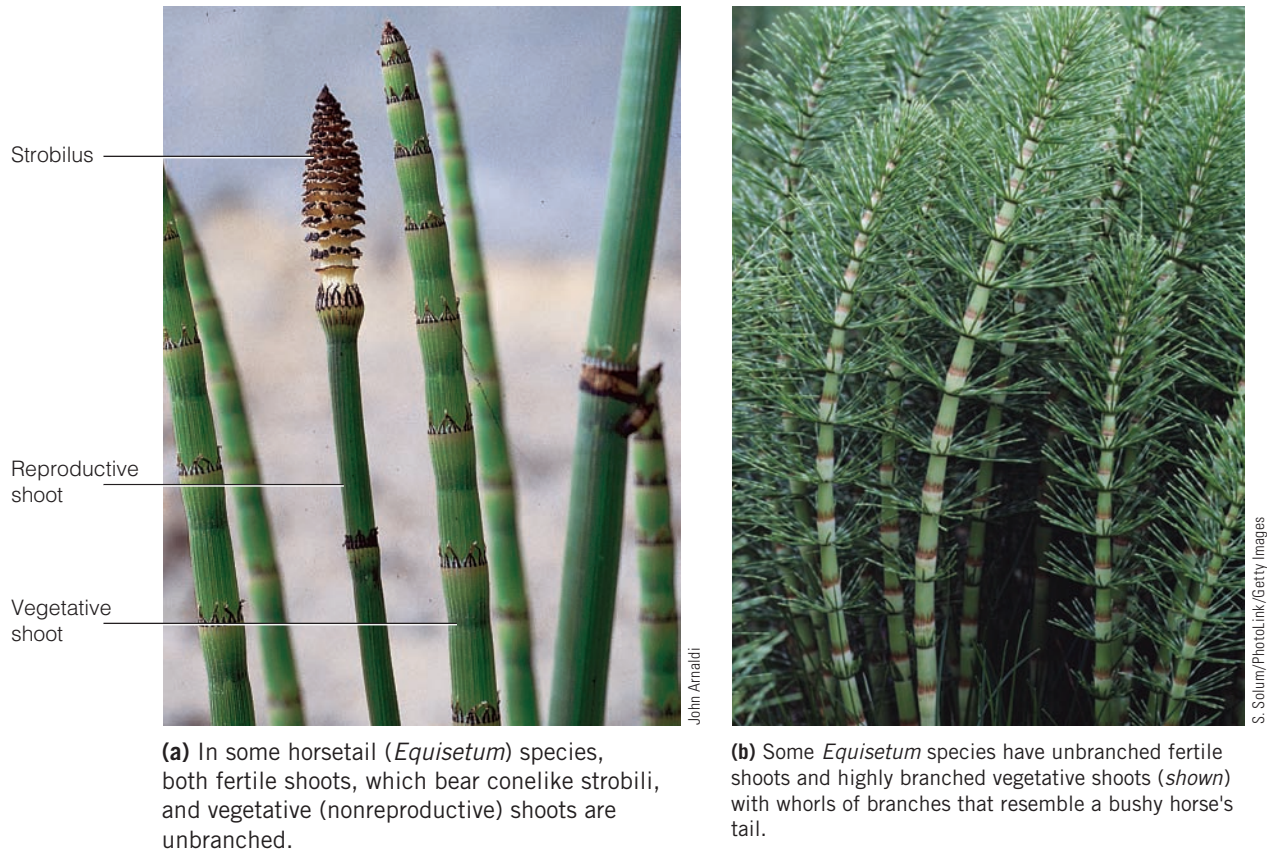 Strobilus
Reproductive
shoot
Vegetative
shoot
John Arnaldi
(a) In some horsetail (Equisetum) species,
both fertile shoots, which bear conelike strobili,
and vegetative (nonreproductive) shoots are
unbranched.
S. Solum/PhotoLink/Getty Images
(b) Some Equisetum species have unbranched fertile
shoots and highly branched vegetative shoots (shown)
with whorls of branches that resemble a bushy horse's
tail.